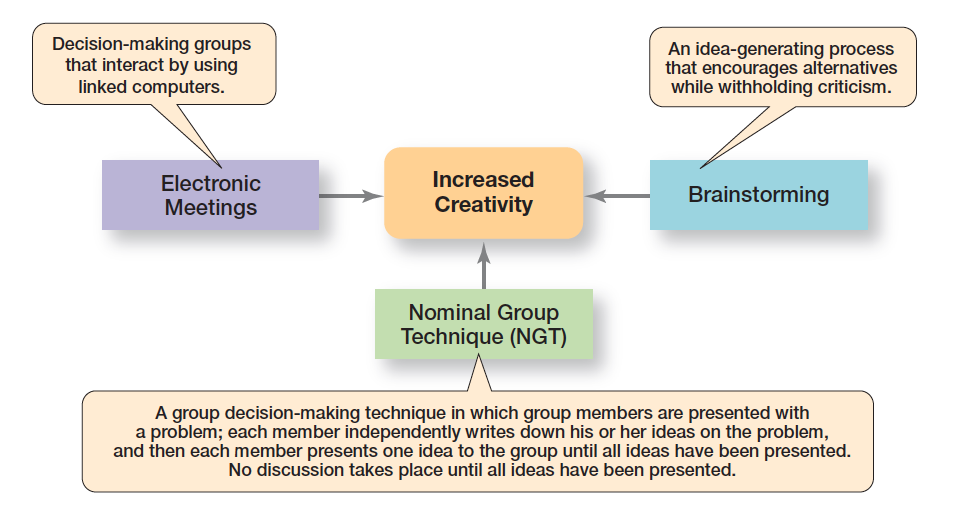 Decision-making groups
that interact by using
linked computers.
An idea-generating process
that encourages alternatives
while withholding criticism.
Electronic
Meetings
Increased
Creativity
Brainstorming
Nominal Group
Technique (NGT)
A group decision-making technique in which group members are presented with
a problem; each member independently writes down his or her ideas on the problem,
and then each member presents one idea to the group until all ideas have been presented.
No discussion takes place until all ideas have been presented.